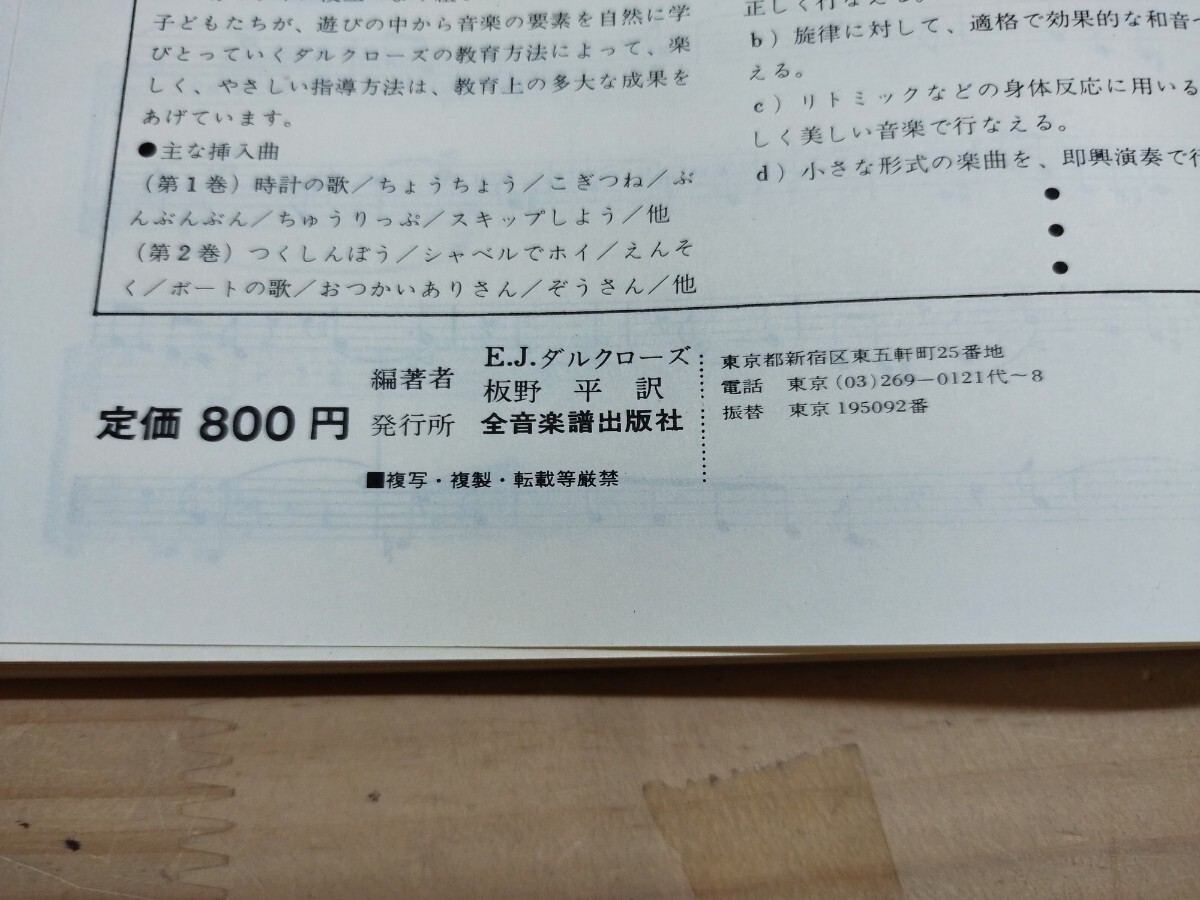 子どもたちが、遊びの中から音楽の要素を自然に学
びとっていくダルクローズの教育方法によって、楽
しく、やさしい指導方法は、教育上の多大な成果を
あげています。
●主な挿入曲
（第1巻）時計の歌／ちょうちょう／こぎつね／ぶ
んぶんぶん／ちゅうりっぷ／スキップしよう／他
（第2巻）つくしんぼう／シャベルでホイ／えんそ
く／ボートの歌／おつかいありさん／ぞうさん／他
正しく行なえる。
b）旋律に対して、適格で効果的な和音
える。
c）リトミックなどの身体反応に用いる
しく美しい音楽で行なえる。
d）小さな形式の楽曲を、即興演奏で
●
●
●
定価 800円
編著者 E.J.ダルクローズ
板野 平 訳
発行所 全音楽譜出版社
■複写・複製・転載等厳禁
東京都新宿区東五軒町25番地
電話 東京(03)269-0121代～8
振替 東京195092番